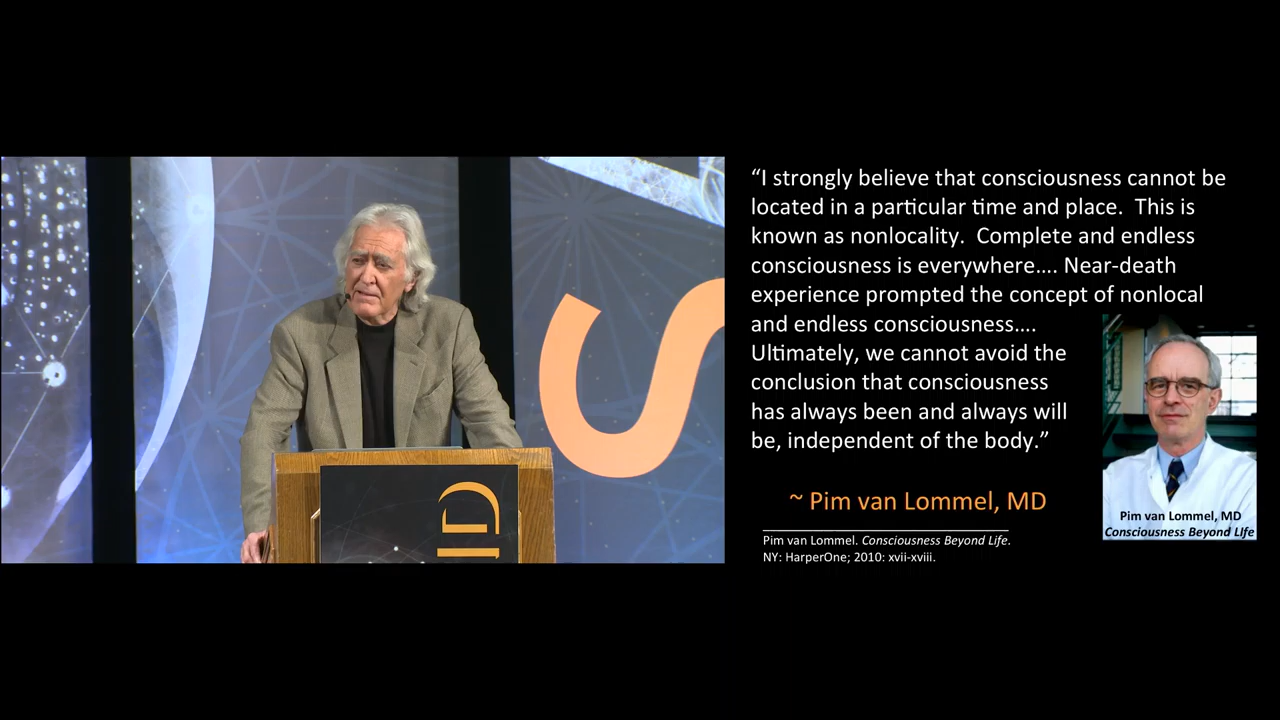 “I strongly believe that consciousness cannot be
located in a particular time and place.  This is
known as nonlocality.  Complete and endless
consciousness is everywhere…. Near-death
experience prompted the concept of nonlocal
and endless consciousness….
Ultimately, we cannot avoid the
conclusion that consciousness
has always been and always will
be, independent of the body.”
~ Pim van Lommel, MD
Pim van Lommel. Consciousness Beyond Life.
NY: HarperOne; 2010: xvii-xviii.
Pim van Lommel, MD
Consciousness Beyond LIfe
S
ID